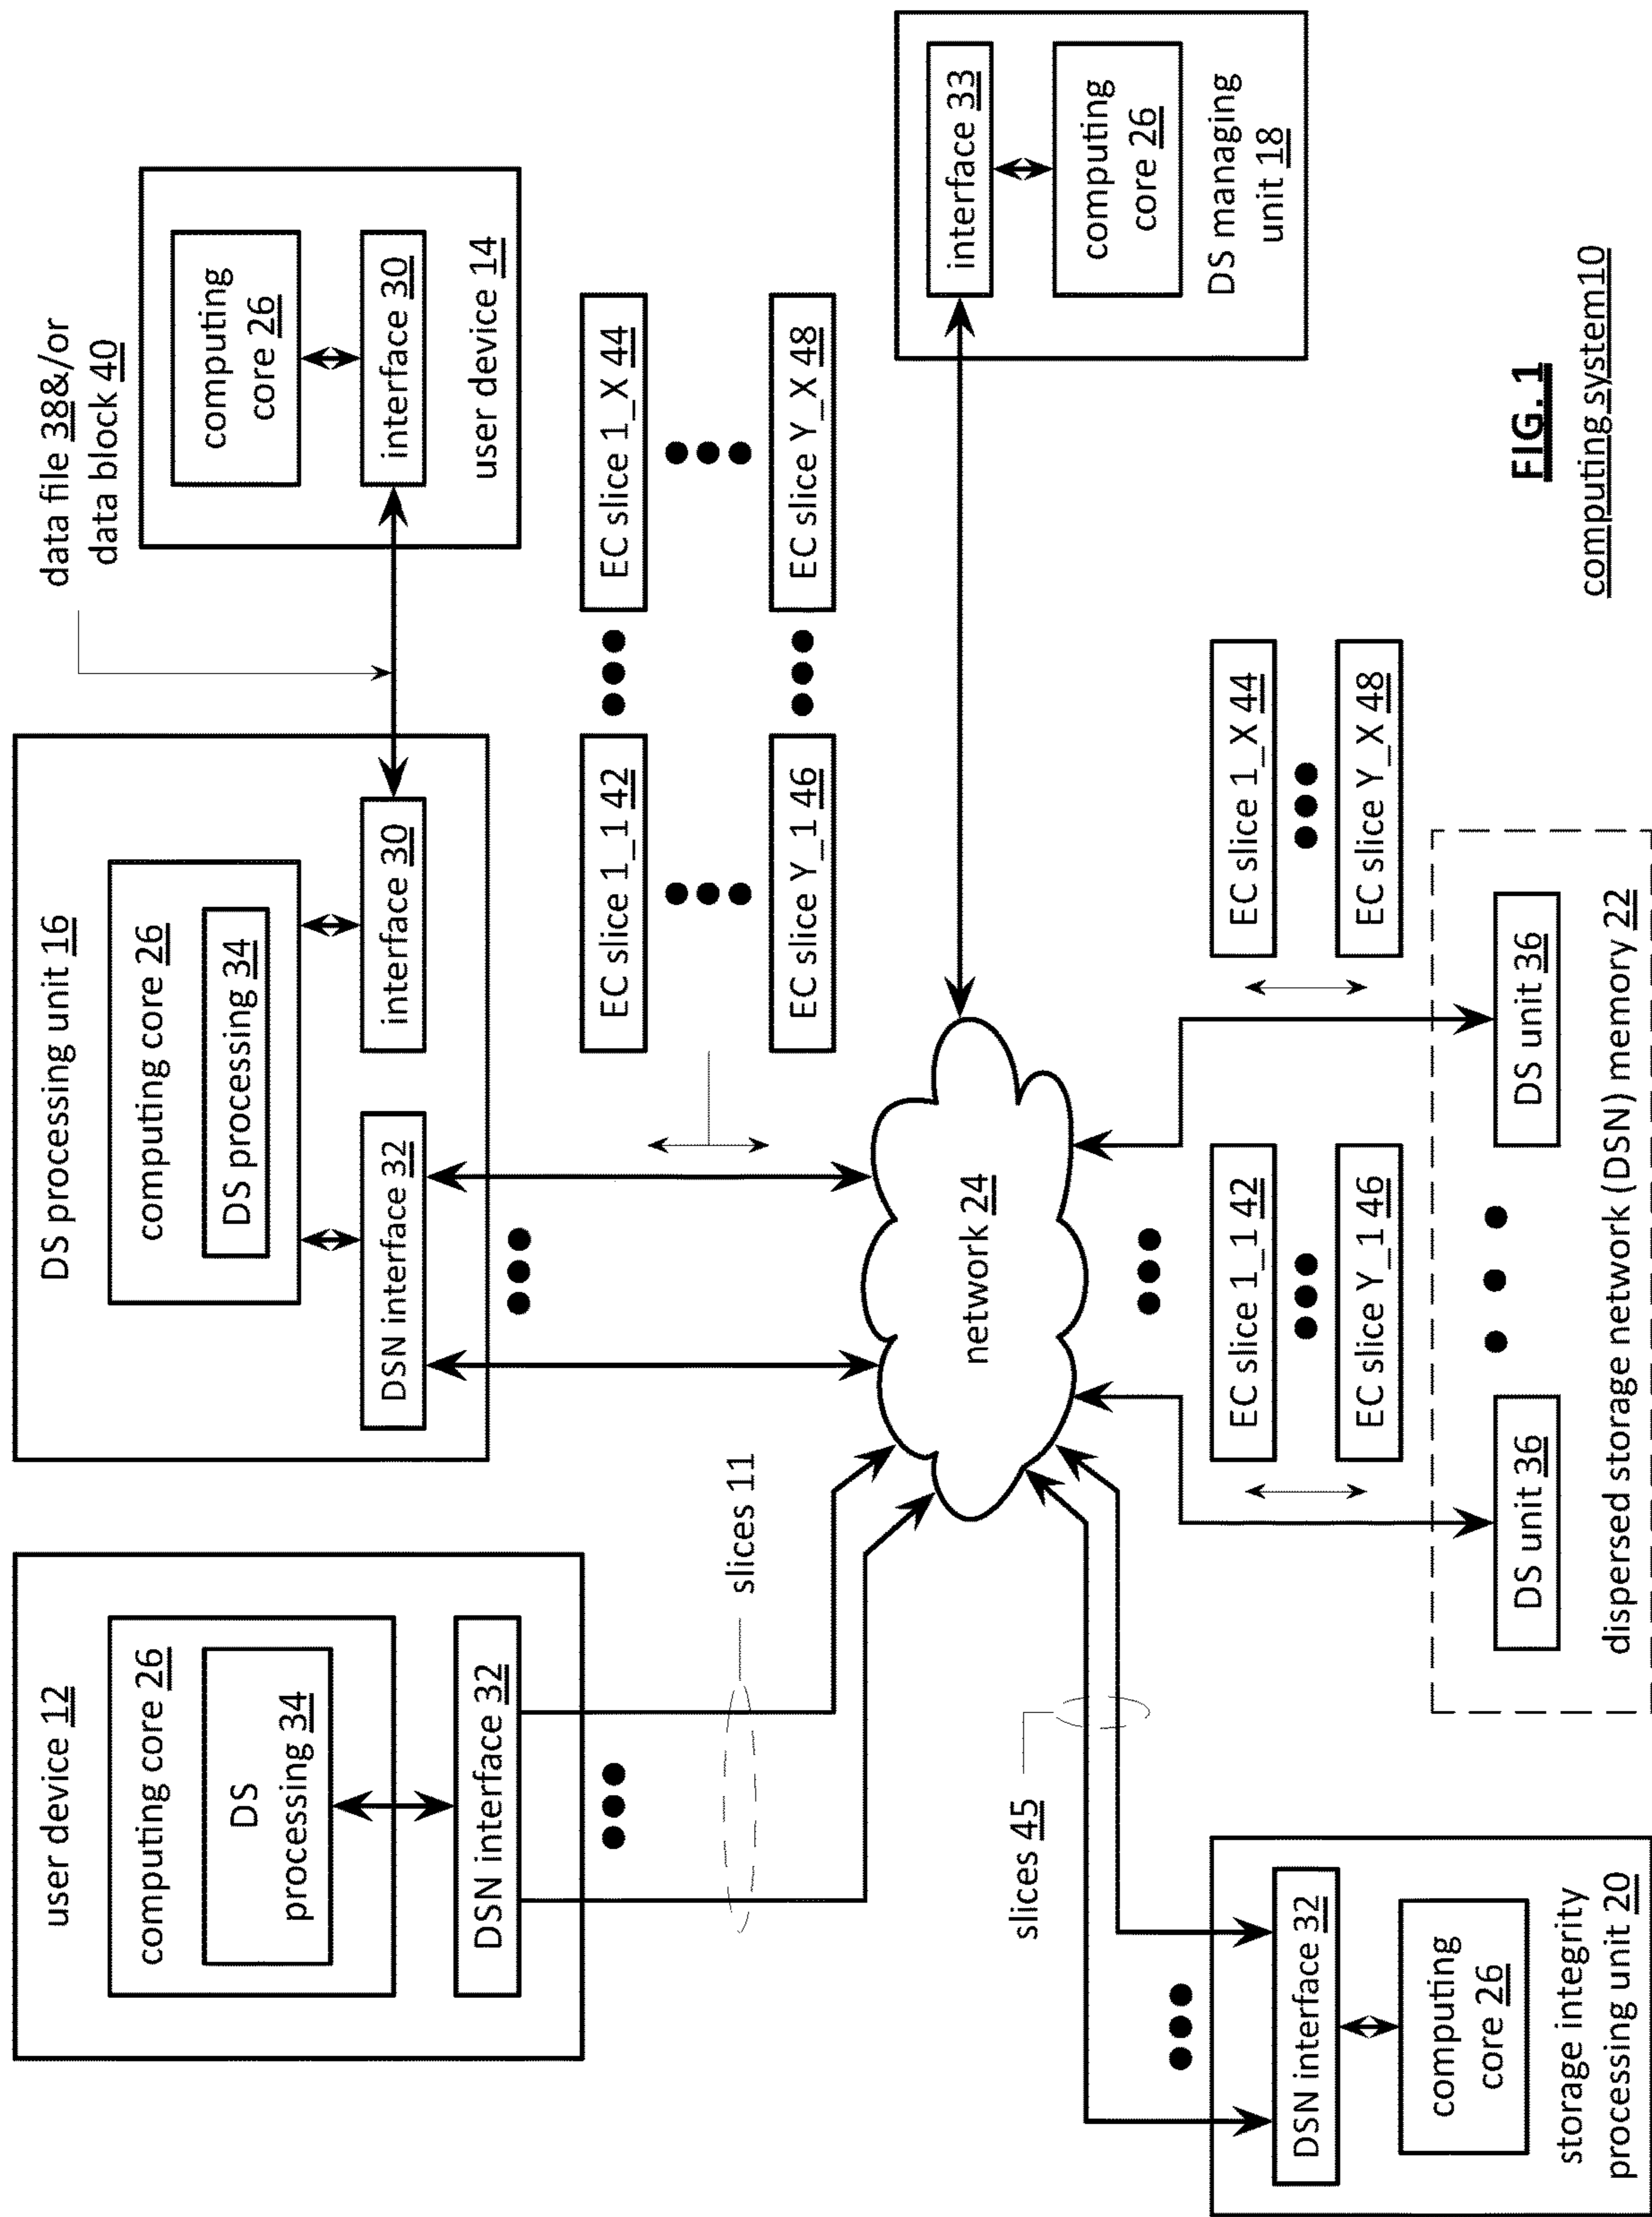 user device 12
computing core 26
DS
processing 34
DSN interface 32
slices 11
DS processing unit 16
computing core 26
DS processing 34
DSN interface 32
interface 30
data file 38&/or
data block 40
computing
core 26
interface 30
user device 14
EC slice 1_1 42
EC slice 1_X 44
EC slice Y_1 46
EC slice Y_X 48
network 24
interface 33
computing
core 26
DS managing
unit 18
slices 45
DSN interface 32
computing
core 26
storage integrity
processing unit 20
EC slice 1_1 42
EC slice 1_X 44
EC slice Y_1 46
EC slice Y_X 48
DS unit 36
DS unit 36
dispersed storage network (DSN) memory 22
FIG. 1
computing system10